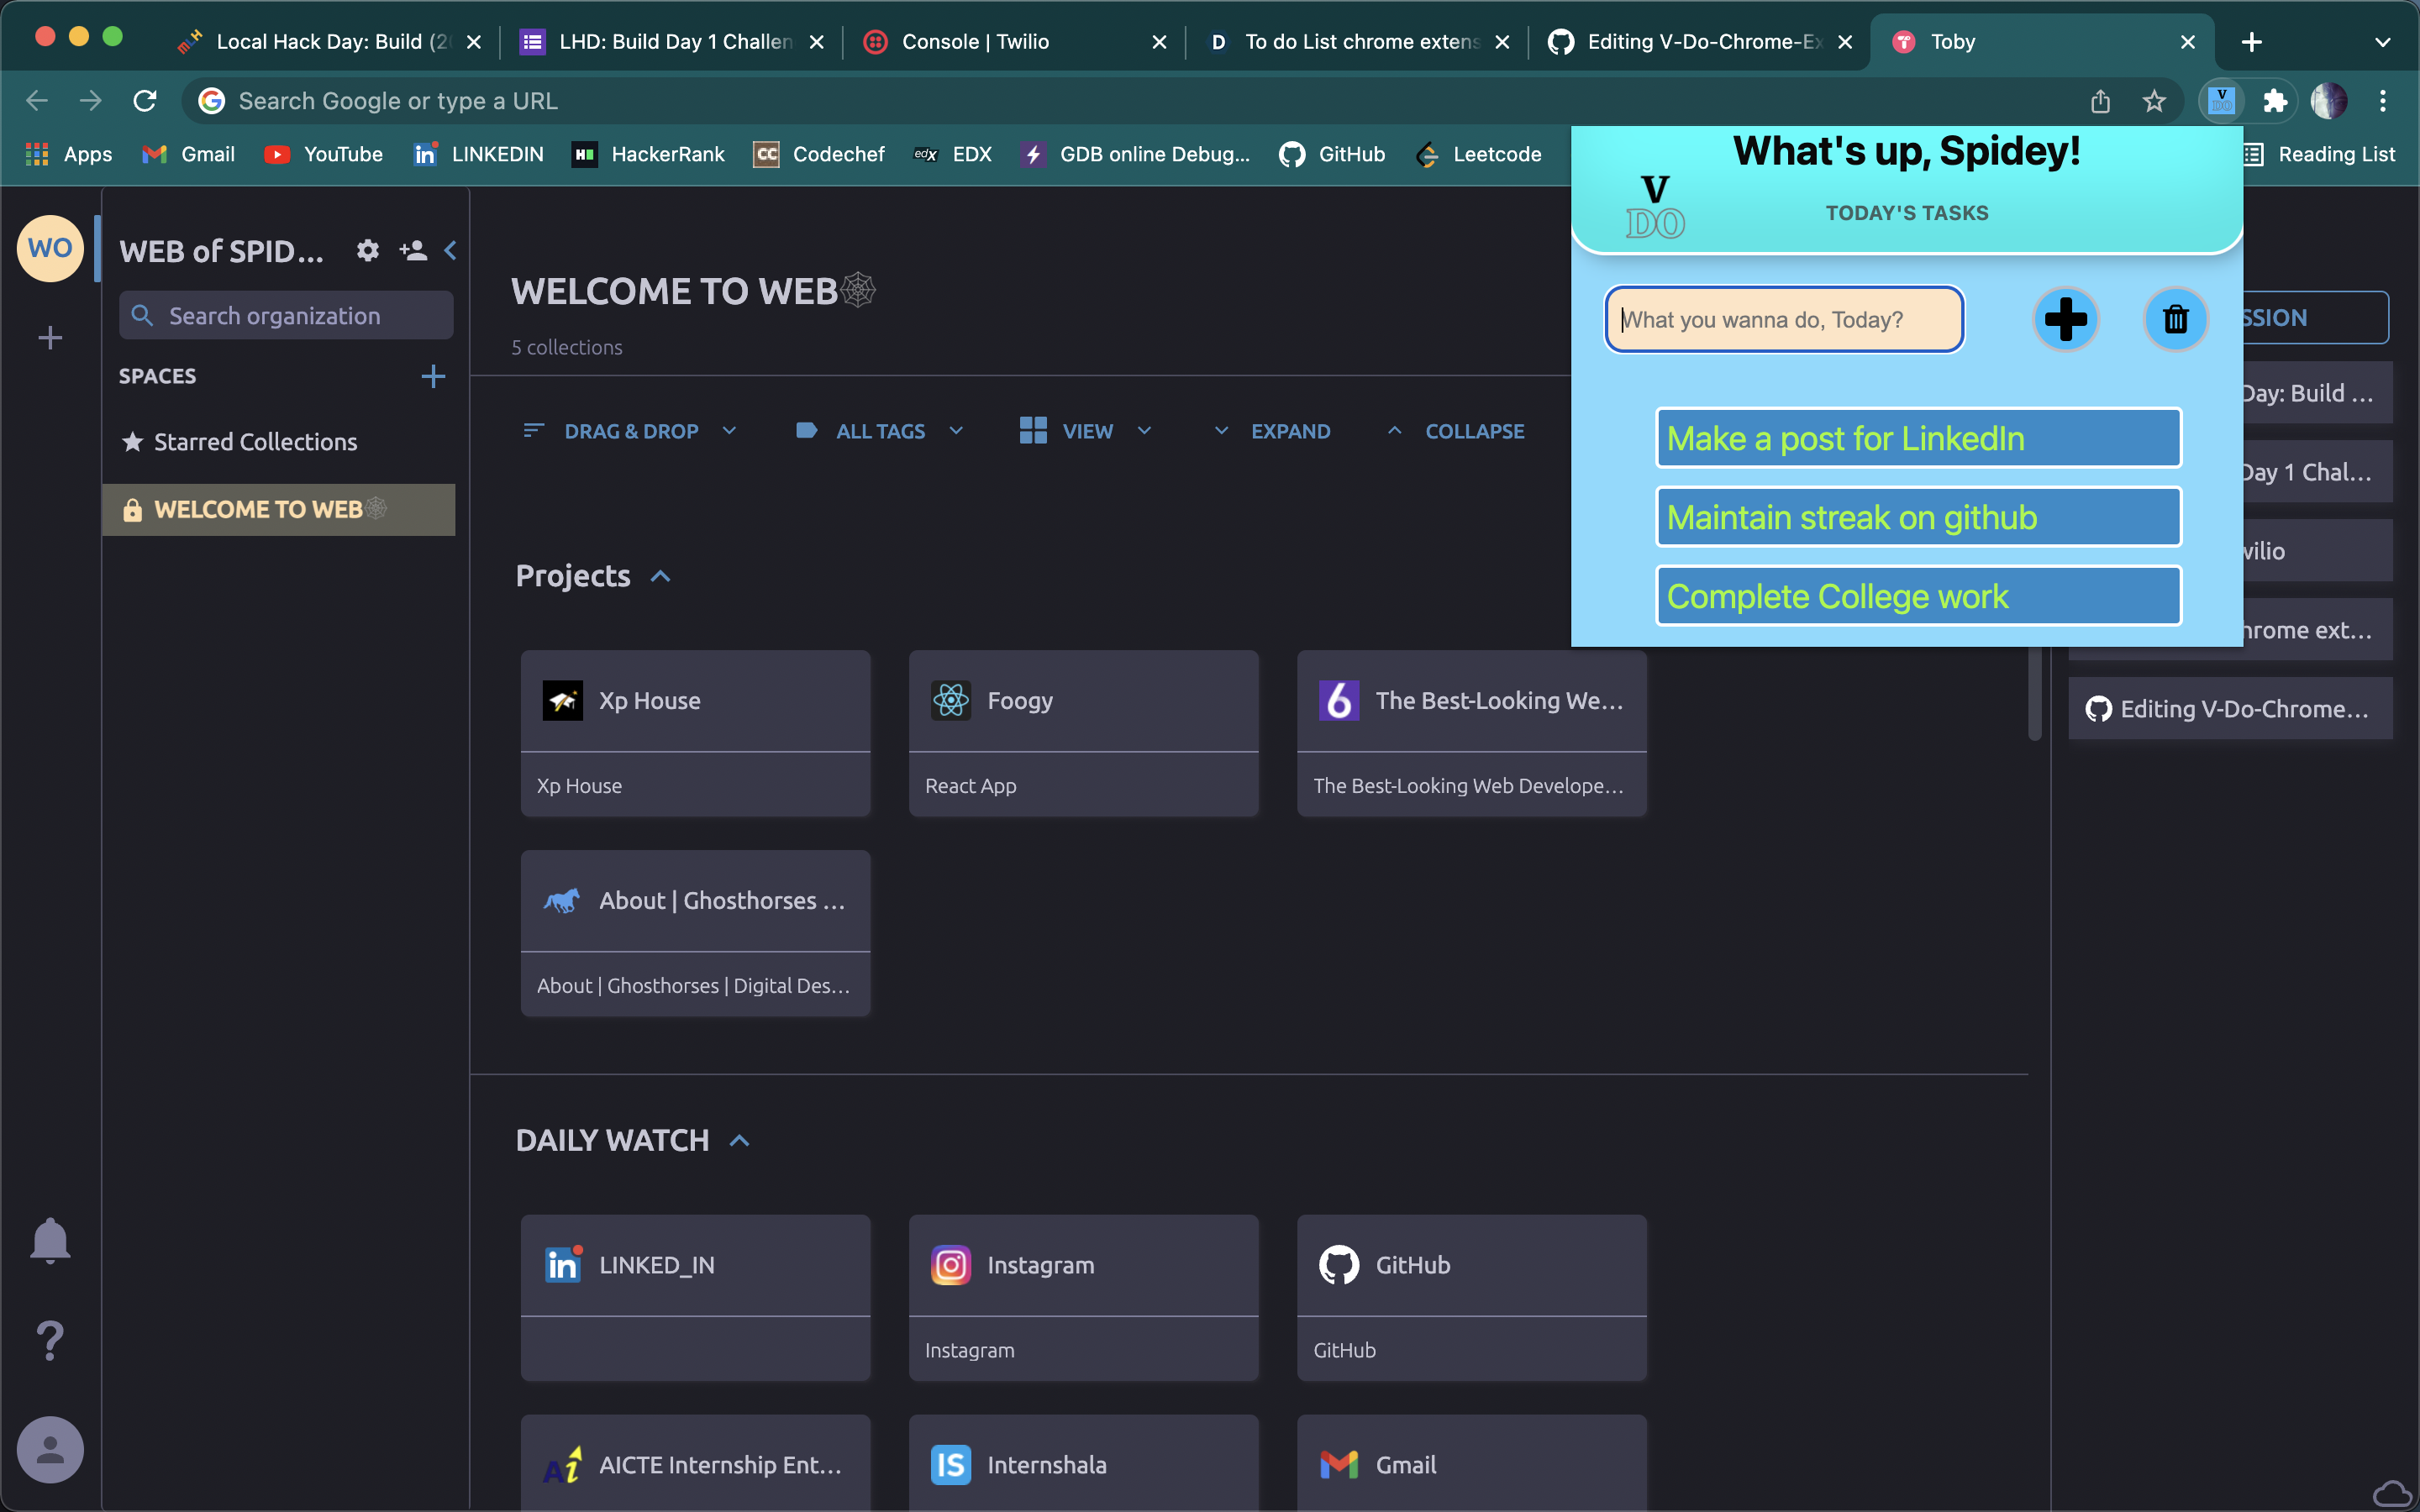 Local Hack Day: Build (20
LHD: Build Day 1 Challen
Console | Twilio
To do List chrome extens
Editing V-Do-Chrome-Ex
Toby
Search Google or type a URL
Apps
Gmail
YouTube
LINKEDIN
HackerRank
Codechef
EDX
GDB online Debug...
GitHub
Leetcode
Reading List
What's up, Spidey!
V
DO
TODAY'S TASKS
What you wanna do, Today?
Make a post for LinkedIn
Maintain streak on github
Complete College work
WO
WEB of SPID...
Search organization
SPACES
Starred Collections
WELCOME TO WEB🕸
WELCOME TO WEB🕸
5 collections
DRAG & DROP
ALL TAGS
VIEW
EXPAND
COLLAPSE
SSION
Day: Build ...
Day 1 Chal...
wilio
hrome ext...
Editing V-Do-Chrome...
Projects
Xp House
Xp House
Foogy
React App
The Best-Looking We...
The Best-Looking Web Develope...
About | Ghosthorses ...
About | Ghosthorses | Digital Des...
DAILY WATCH
LINKED_IN
Instagram
Instagram
GitHub
GitHub
AICTE Internship Ent...
IS
Internshala
Gmail